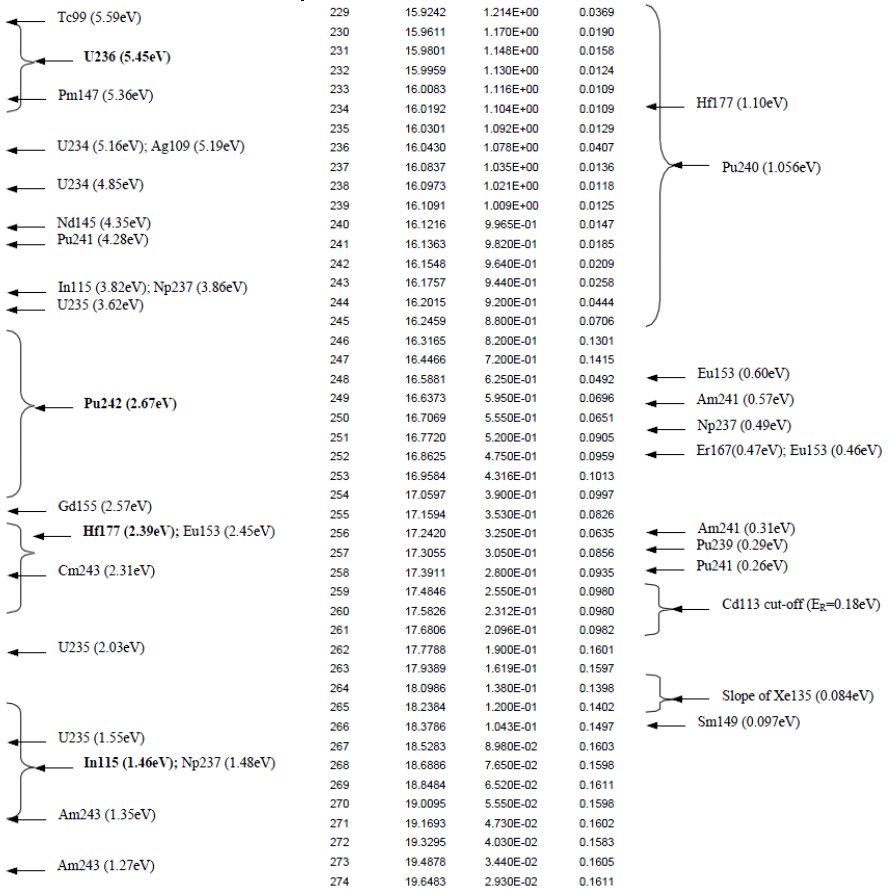 Tc99 (5.59eV)
U236 (5.45eV)
Pm147 (5.36eV)
U234 (5.16eV); Ag109 (5.19eV)
U234 (4.85eV)
Nd145 (4.35eV)
Pu241 (4.28eV)
In115 (3.82eV); Np237 (3.86eV)
U235 (3.62eV)
Pu242 (2.67eV)
Gd155 (2.57eV)
Hf177 (2.39eV); Eu153 (2.45eV)
Cm243 (2.31eV)
U235 (2.03eV)
U235 (1.55eV)
In115 (1.46eV); Np237 (1.48eV)
Am243 (1.35eV)
Am243 (1.27eV)
229 15.9242 1.214E+00 0.0369
230 15.9611 1.170E+00 0.0190
231 15.9801 1.148E+00 0.0158
232 15.9959 1.130E+00 0.0124
233 16.0083 1.116E+00 0.0109
234 16.0192 1.104E+00 0.0109
235 16.0301 1.092E+00 0.0129
236 16.0430 1.078E+00 0.0407
237 16.0837 1.035E+00 0.0136
238 16.0973 1.021E+00 0.0118
239 16.1091 1.009E+00 0.0125
240 16.1216 9.965E-01 0.0147
241 16.1363 9.820E-01 0.0185
242 16.1548 9.640E-01 0.0209
243 16.1757 9.440E-01 0.0258
244 16.2015 9.200E-01 0.0444
245 16.2459 8.800E-01 0.0706
246 16.3165 8.200E-01 0.1301
247 16.4466 7.200E-01 0.1415
248 16.5881 6.250E-01 0.0492
249 16.6373 5.950E-01 0.0696
250 16.7069 5.550E-01 0.0651
251 16.7720 5.200E-01 0.0905
252 16.8625 4.750E-01 0.0959
253 16.9584 4.316E-01 0.1013
254 17.0597 3.900E-01 0.0997
255 17.1594 3.530E-01 0.0826
256 17.2420 3.250E-01 0.0635
257 17.3055 3.050E-01 0.0856
258 17.3911 2.800E-01 0.0935
259 17.4846 2.550E-01 0.0980
260 17.5826 2.312E-01 0.0980
261 17.6806 2.096E-01 0.0982
262 17.7788 1.900E-01 0.1601
263 17.9389 1.619E-01 0.1597
264 18.0986 1.380E-01 0.1398
265 18.2384 1.200E-01 0.1402
266 18.3786 1.043E-01 0.1497
267 18.5283 8.980E-02 0.1603
268 18.6886 7.650E-02 0.1598
269 18.8484 6.520E-02 0.1611
270 19.0095 5.550E-02 0.1598
271 19.1693 4.730E-02 0.1602
272 19.3295 4.030E-02 0.1583
273 19.4878 3.440E-02 0.1605
274 19.6483 2.930E-02 0.1611
Hf177 (1.10eV)
Pu240 (1.056eV)
Eu153 (0.60eV)
Am241 (0.57eV)
Np237 (0.49eV)
Er167(0.47eV); Eu153 (0.46eV)
Am241 (0.31eV)
Pu239 (0.29eV)
Pu241 (0.26eV)
Cd113 cut-off (ER=0.18eV)
Slope of Xe135 (0.084eV)
Sm149 (0.097eV)